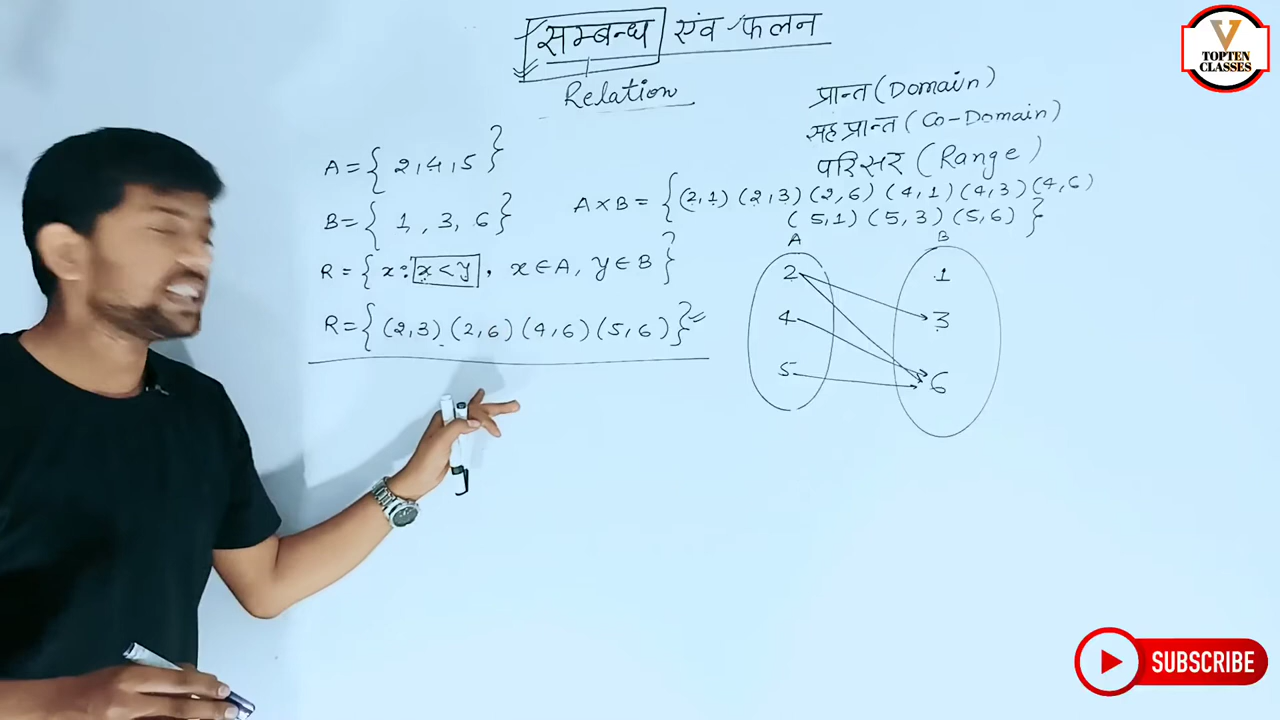 सम्बन्ध एंव फलन
Relation
प्रान्त (Domain)
सह प्रान्त (Co-Domain)
परिसर (Range)
A = { 2, 4, 5 }
B = { 1, 3, 6 }
A×B = { (2,1) (2,3) (2,6) (4,1) (4,3) (4,6)
(5,1) (5,3) (5,6) }
R = { x : x < y, x ∈ A, y ∈ B }
R = { (2,3) (2,6) (4,6) (5,6) }
A B
2 1
4 3
5 6
V
TOPTEN
CLASSES
SUBSCRIBE